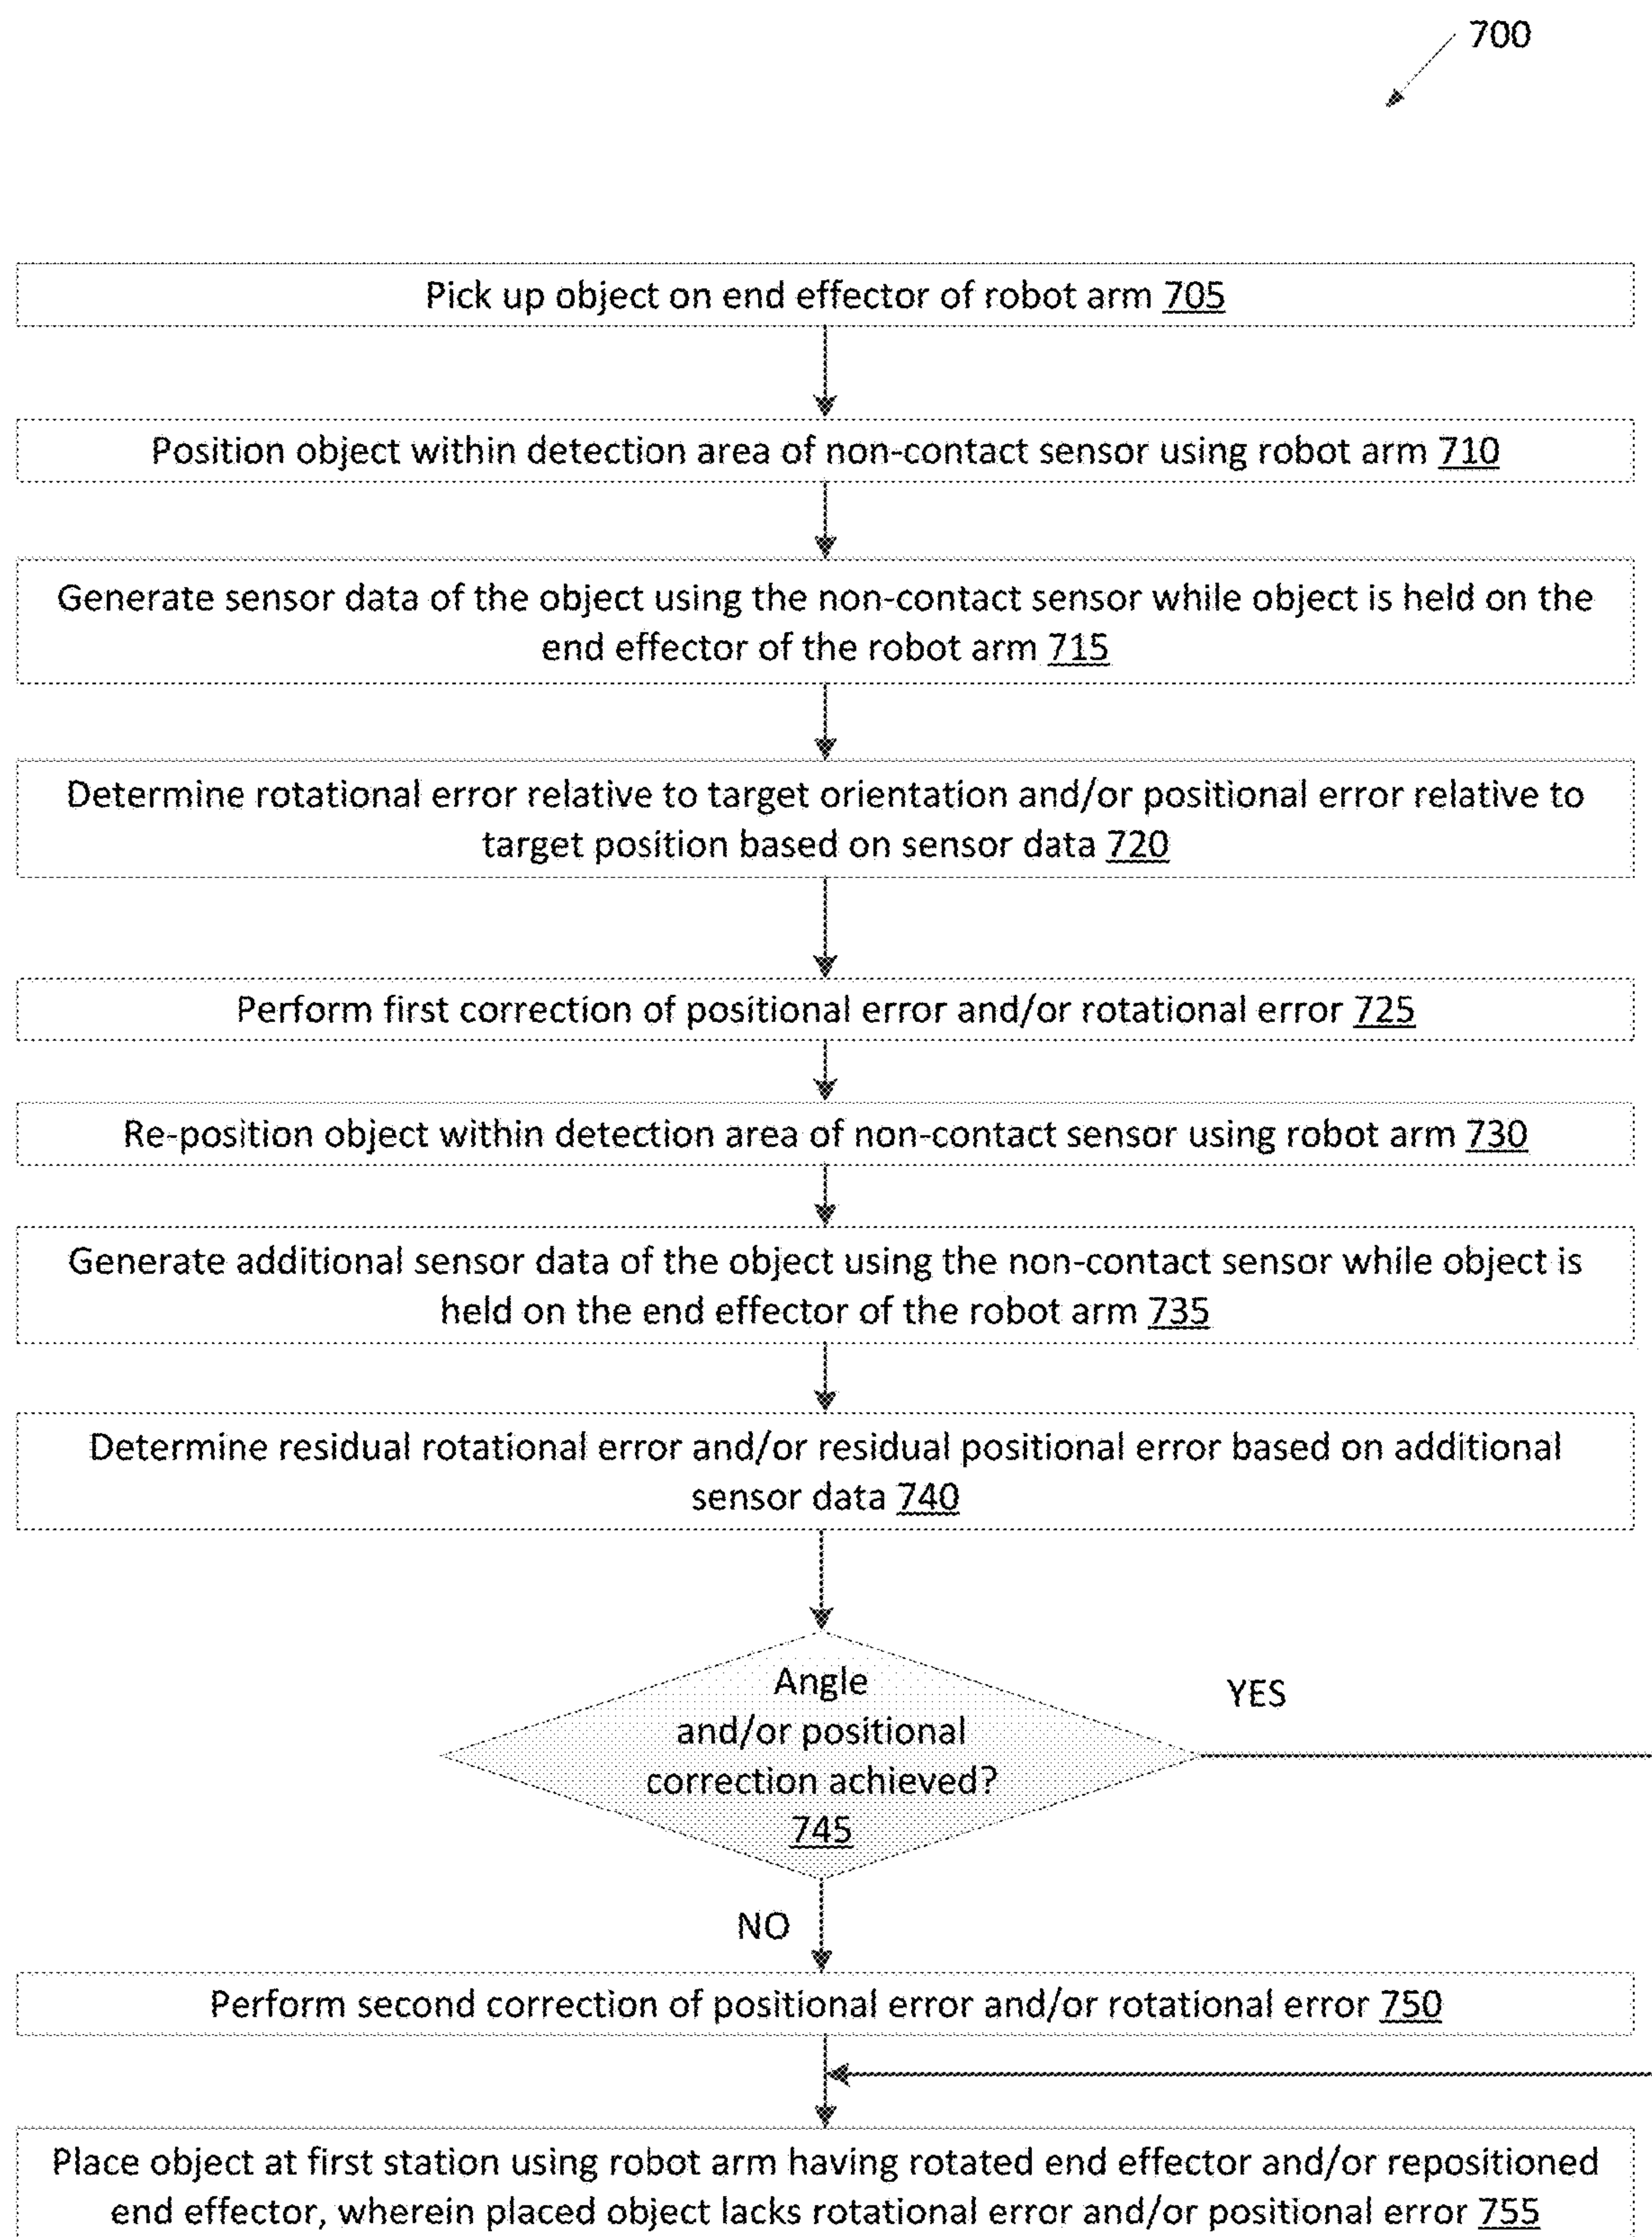 700
Pick up object on end effector of robot arm 705
Position object within detection area of non-contact sensor using robot arm 710
Generate sensor data of the object using the non-contact sensor while object is held on the
end effector of the robot arm 715
Determine rotational error relative to target orientation and/or positional error relative to
target position based on sensor data 720
Perform first correction of positional error and/or rotational error 725
Re-position object within detection area of non-contact sensor using robot arm 730
Generate additional sensor data of the object using the non-contact sensor while object is
held on the end effector of the robot arm 735
Determine residual rotational error and/or residual positional error based on additional
sensor data 740
Angle
and/or positional
correction achieved?
745
YES
NO
Perform second correction of positional error and/or rotational error 750
Place object at first station using robot arm having rotated end effector and/or repositioned
end effector, wherein placed object lacks rotational error and/or positional error 755